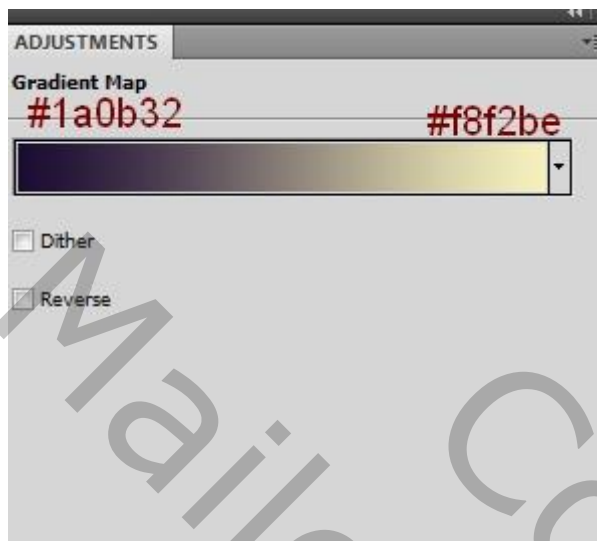 ADJUSTMENTS
Gradient Map
#1a0b32 #f8f2be
Dither
Reverse